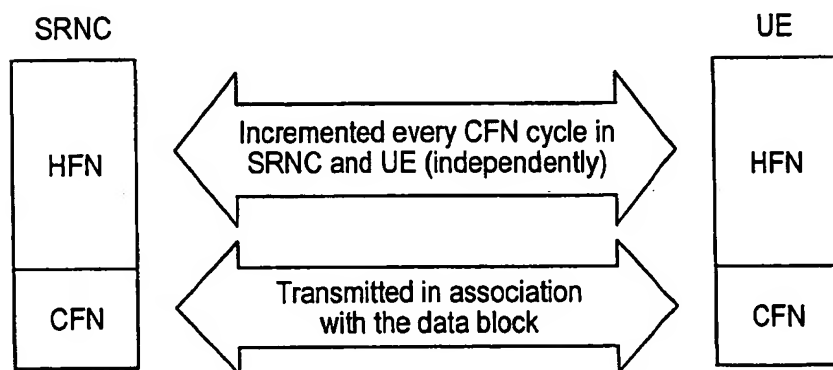 SRNC
UE
HFN
Incremented every CFN cycle in
SRNC and UE (independently)
HFN
CFN
Transmitted in association
with the data block
CFN